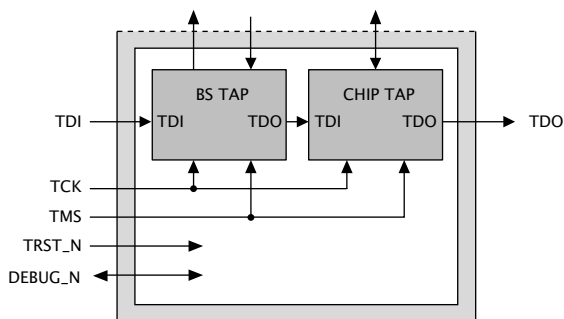 BS TAP
CHIP TAP
TDI
TDI
TDO
TDI
TDO
TDO
TCK
TMS
TRST_N
DEBUG_N